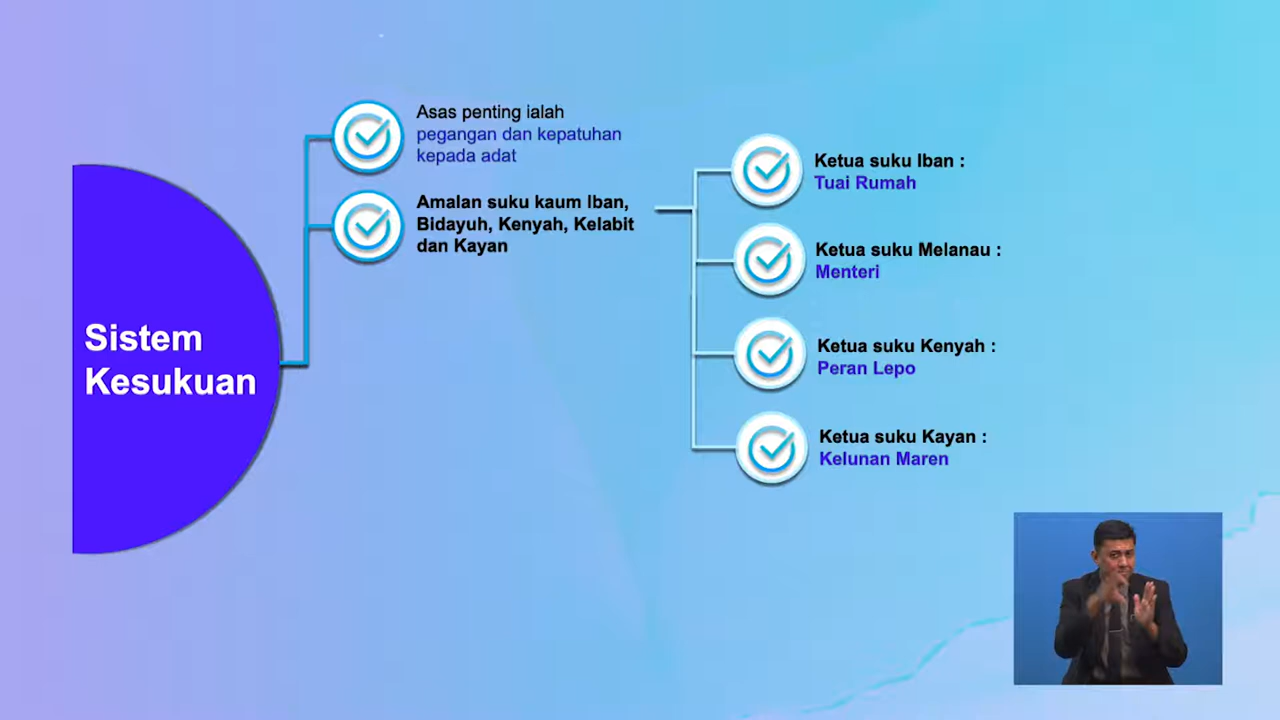 Sistem
Kesukuan
Asas penting ialah
pegangan dan kepatuhan
kepada adat
Amalan suku kaum Iban,
Bidayuh, Kenyah, Kelabit
dan Kayan
Ketua suku Iban :
Tuai Rumah
Ketua suku Melanau :
Menteri
Ketua suku Kenyah :
Peran Lepo
Ketua suku Kayan :
Kelunan Maren